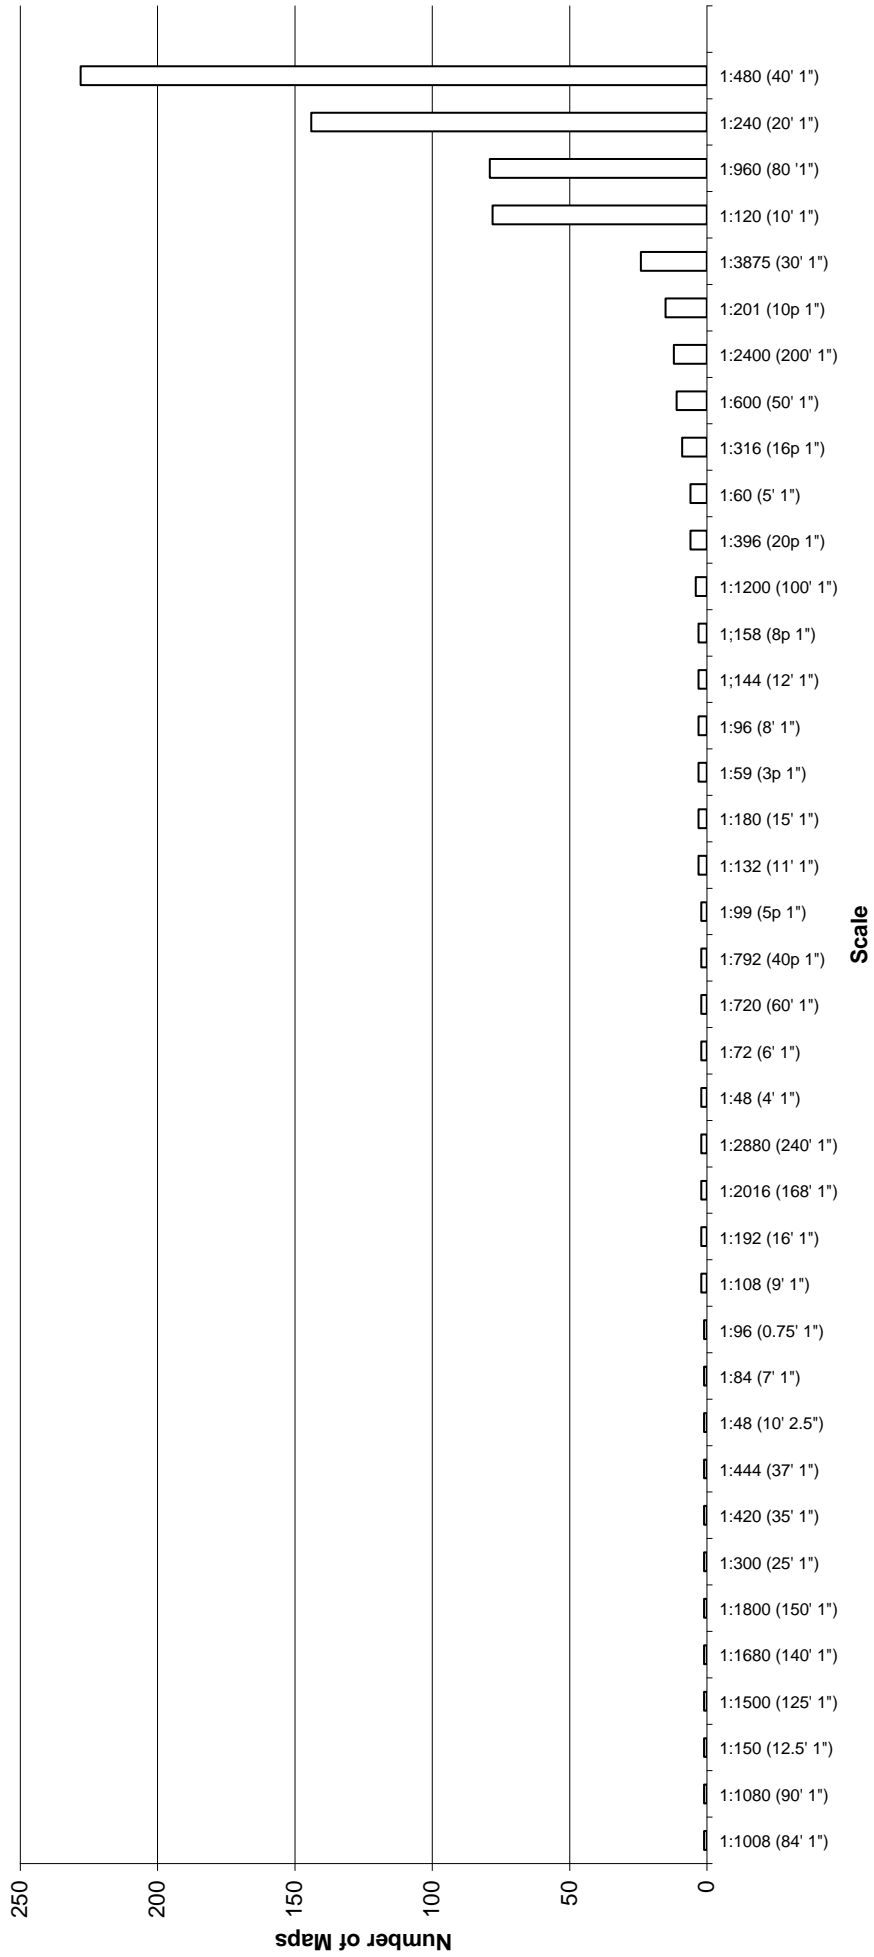 250
200
150
100
50
0
Number of Maps
1:1008 (84' 1")
1:1080 (90' 1")
1:150 (12.5' 1")
1:1500 (125' 1")
1:1680 (140' 1")
1:1800 (150' 1")
1:300 (25' 1")
1:420 (35' 1")
1:444 (37' 1")
1:48 (10' 2.5")
1:84 (7' 1")
1:96 (0.75' 1")
1:108 (9' 1")
1:192 (16' 1")
1:2016 (168' 1")
1:2880 (240' 1")
1:48 (4' 1")
1:72 (6' 1")
1:720 (60' 1")
1:792 (40p 1")
1:99 (5p 1")
1:132 (11' 1")
1:180 (15' 1")
1:59 (3p 1")
1:96 (8' 1")
1;144 (12' 1")
1;158 (8p 1")
1:1200 (100' 1")
1:396 (20p 1")
1:60 (5' 1")
1:316 (16p 1")
1:600 (50' 1")
1:2400 (200' 1")
1:201 (10p 1")
1:3875 (30' 1")
1:120 (10' 1")
1:960 (80 '1")
1:240 (20' 1")
1:480 (40' 1")
Scale